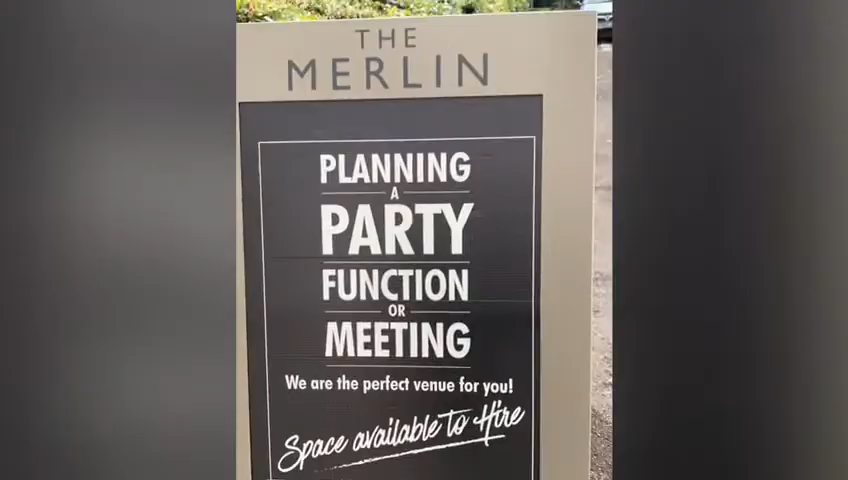 THE
MERLIN
PLANNING
A
PARTY
FUNCTION
OR
MEETING
We are the perfect venue for you!
Space available to Hire